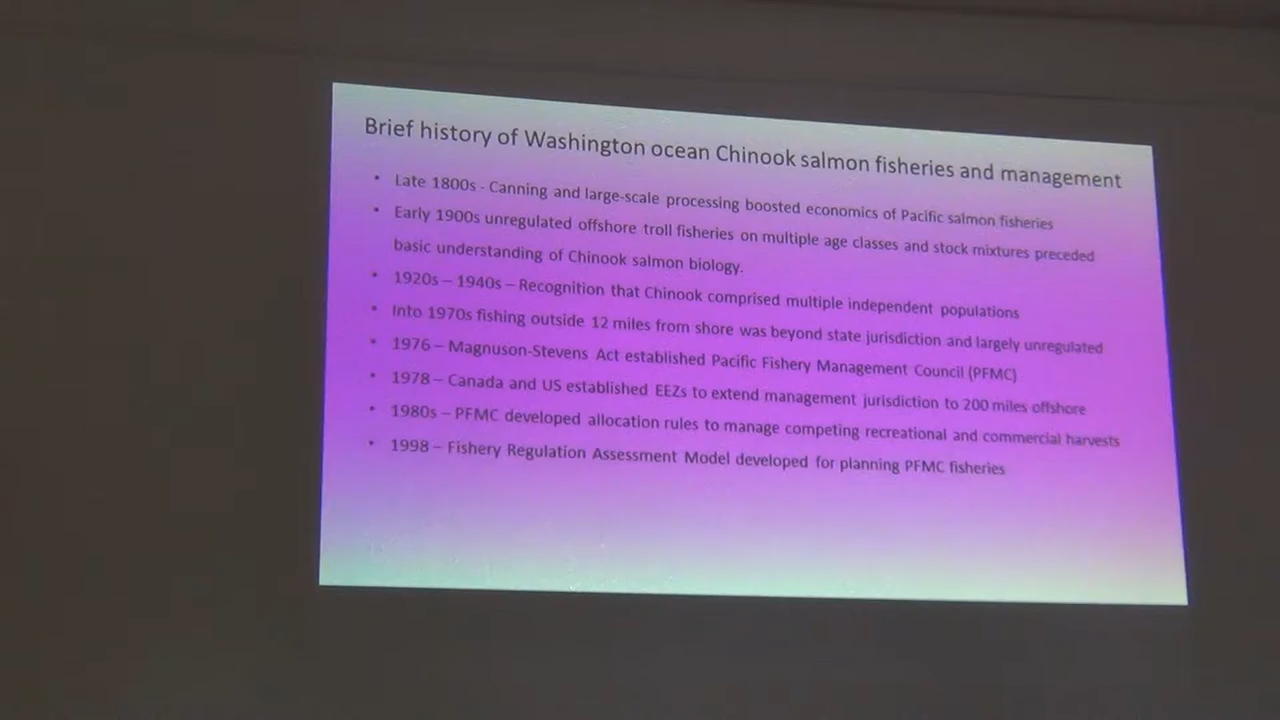 Brief history of Washington ocean Chinook salmon fisheries and management
• Late 1800s - Canning and large-scale processing boosted economics of Pacific salmon fisheries
• Early 1900s unregulated offshore troll fisheries on multiple age classes and stock mixtures preceded
basic understanding of Chinook salmon biology.
• 1920s – 1940s – Recognition that Chinook comprised multiple independent populations
• Into 1970s fishing outside 12 miles from shore was beyond state jurisdiction and largely unregulated
• 1976 – Magnuson-Stevens Act established Pacific Fishery Management Council (PFMC)
• 1978 – Canada and US established EEZs to extend management jurisdiction to 200 miles offshore
• 1980s – PFMC developed allocation rules to manage competing recreational and commercial harvests
• 1998 – Fishery Regulation Assessment Model developed for planning PFMC fisheries